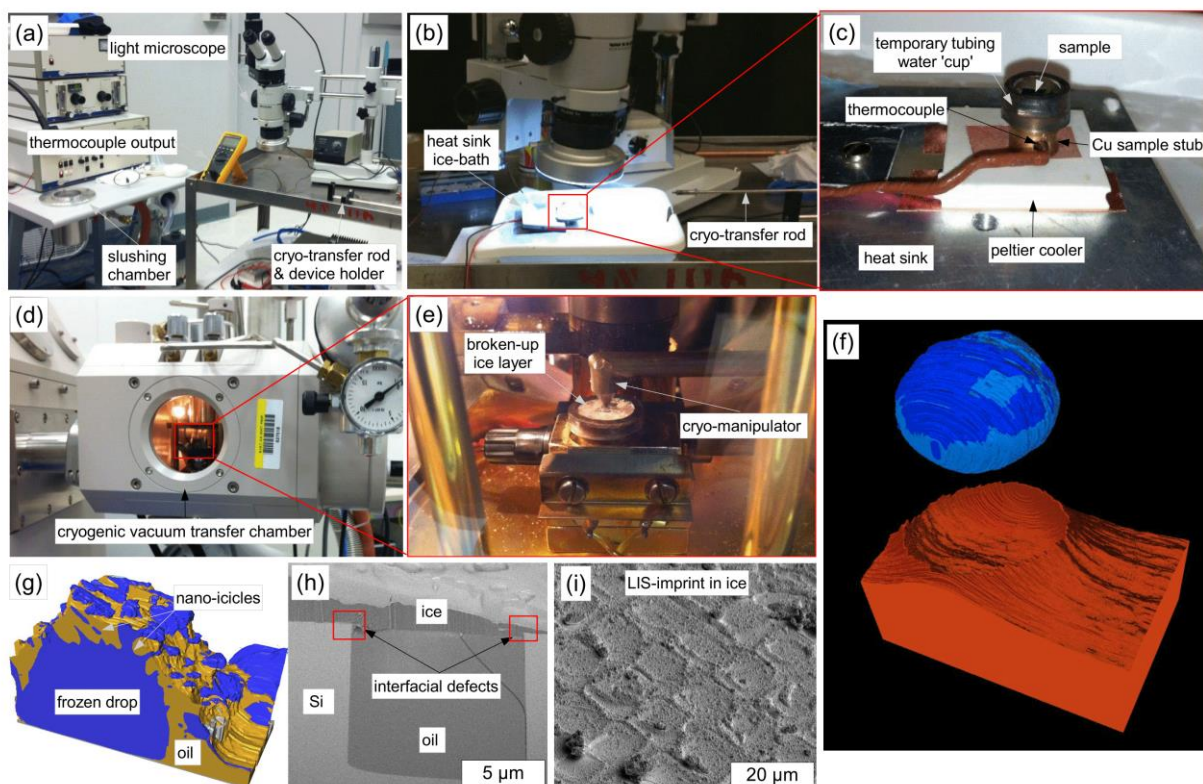 (a)
light microscope
thermocouple output
slushing
chamber
cryo-transfer rod
& device holder
(b)
heat sink
ice-bath
cryo-transfer rod
(c)
temporary tubing
water 'cup'
sample
thermocouple
Cu sample stub
peltier cooler
heat sink
(d)
cryogenic vacuum transfer chamber
(e)
broken-up
ice layer
cryo-manipulator
(f)
(g)
nano-icicles
frozen drop
oil
(h)
ice
interfacial defects
Si
oil
5 µm
(i)
LIS-imprint in ice
20 µm